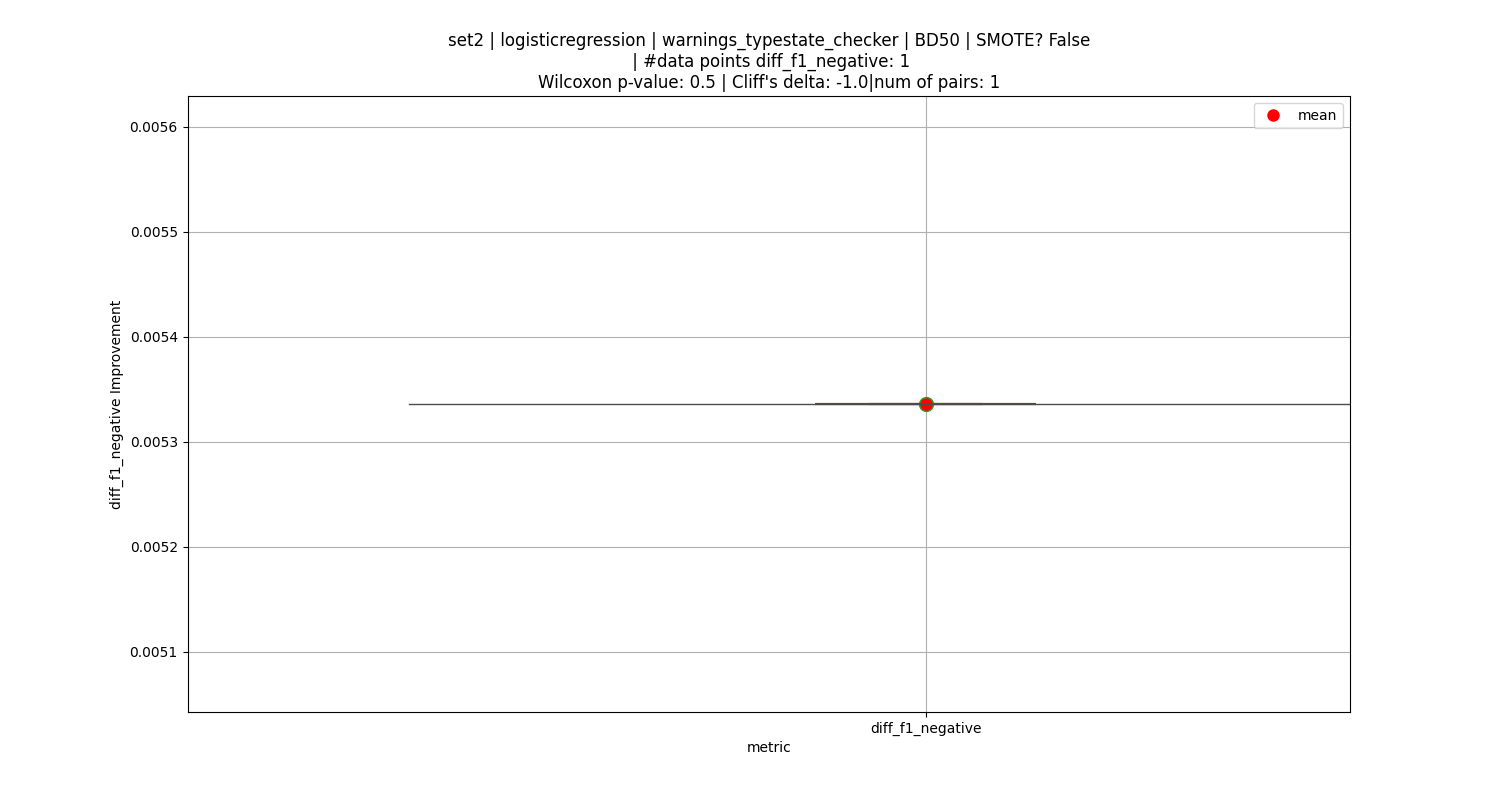 set2 | logisticregression | warnings_typestate_checker | BD50 | SMOTE? False
| #data points diff_f1_negative: 1
Wilcoxon p-value: 0.5 | Cliff's delta: -1.0|num of pairs: 1
mean
0.0056
0.0055
0.0054
0.0053
0.0052
0.0051
diff_f1_negative Improvement
diff_f1_negative
metric